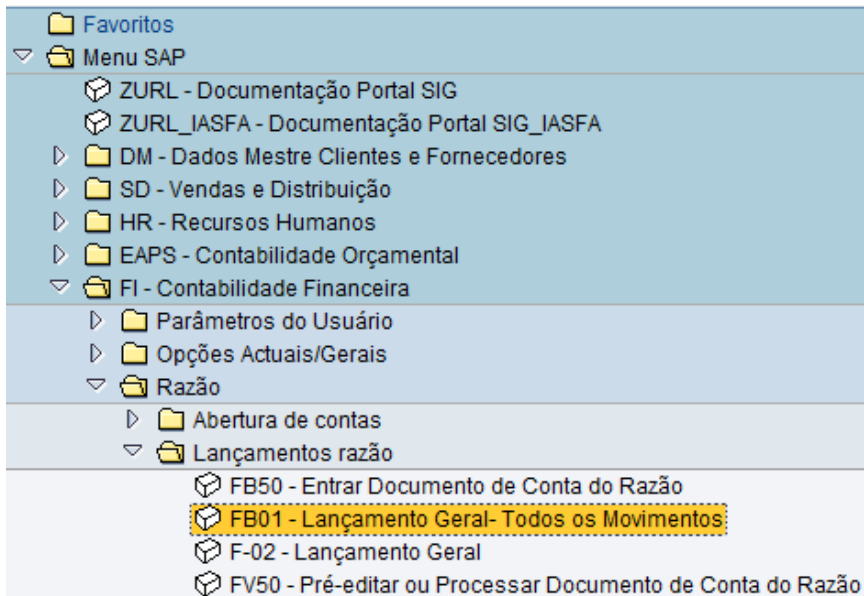 Favoritos
Menu SAP
ZURL - Documentação Portal SIG
ZURL_IASFA - Documentação Portal SIG_IASFA
DM - Dados Mestre Clientes e Fornecedores
SD - Vendas e Distribuição
HR - Recursos Humanos
EAPS - Contabilidade Orçamental
FI - Contabilidade Financeira
Parâmetros do Usuário
Opções Actuais/Gerais
Razão
Abertura de contas
Lançamentos razão
FB50 - Entrar Documento de Conta do Razão
FB01 - Lançamento Geral- Todos os Movimentos
F-02 - Lançamento Geral
FV50 - Pré-editar ou Processar Documento de Conta do Razão